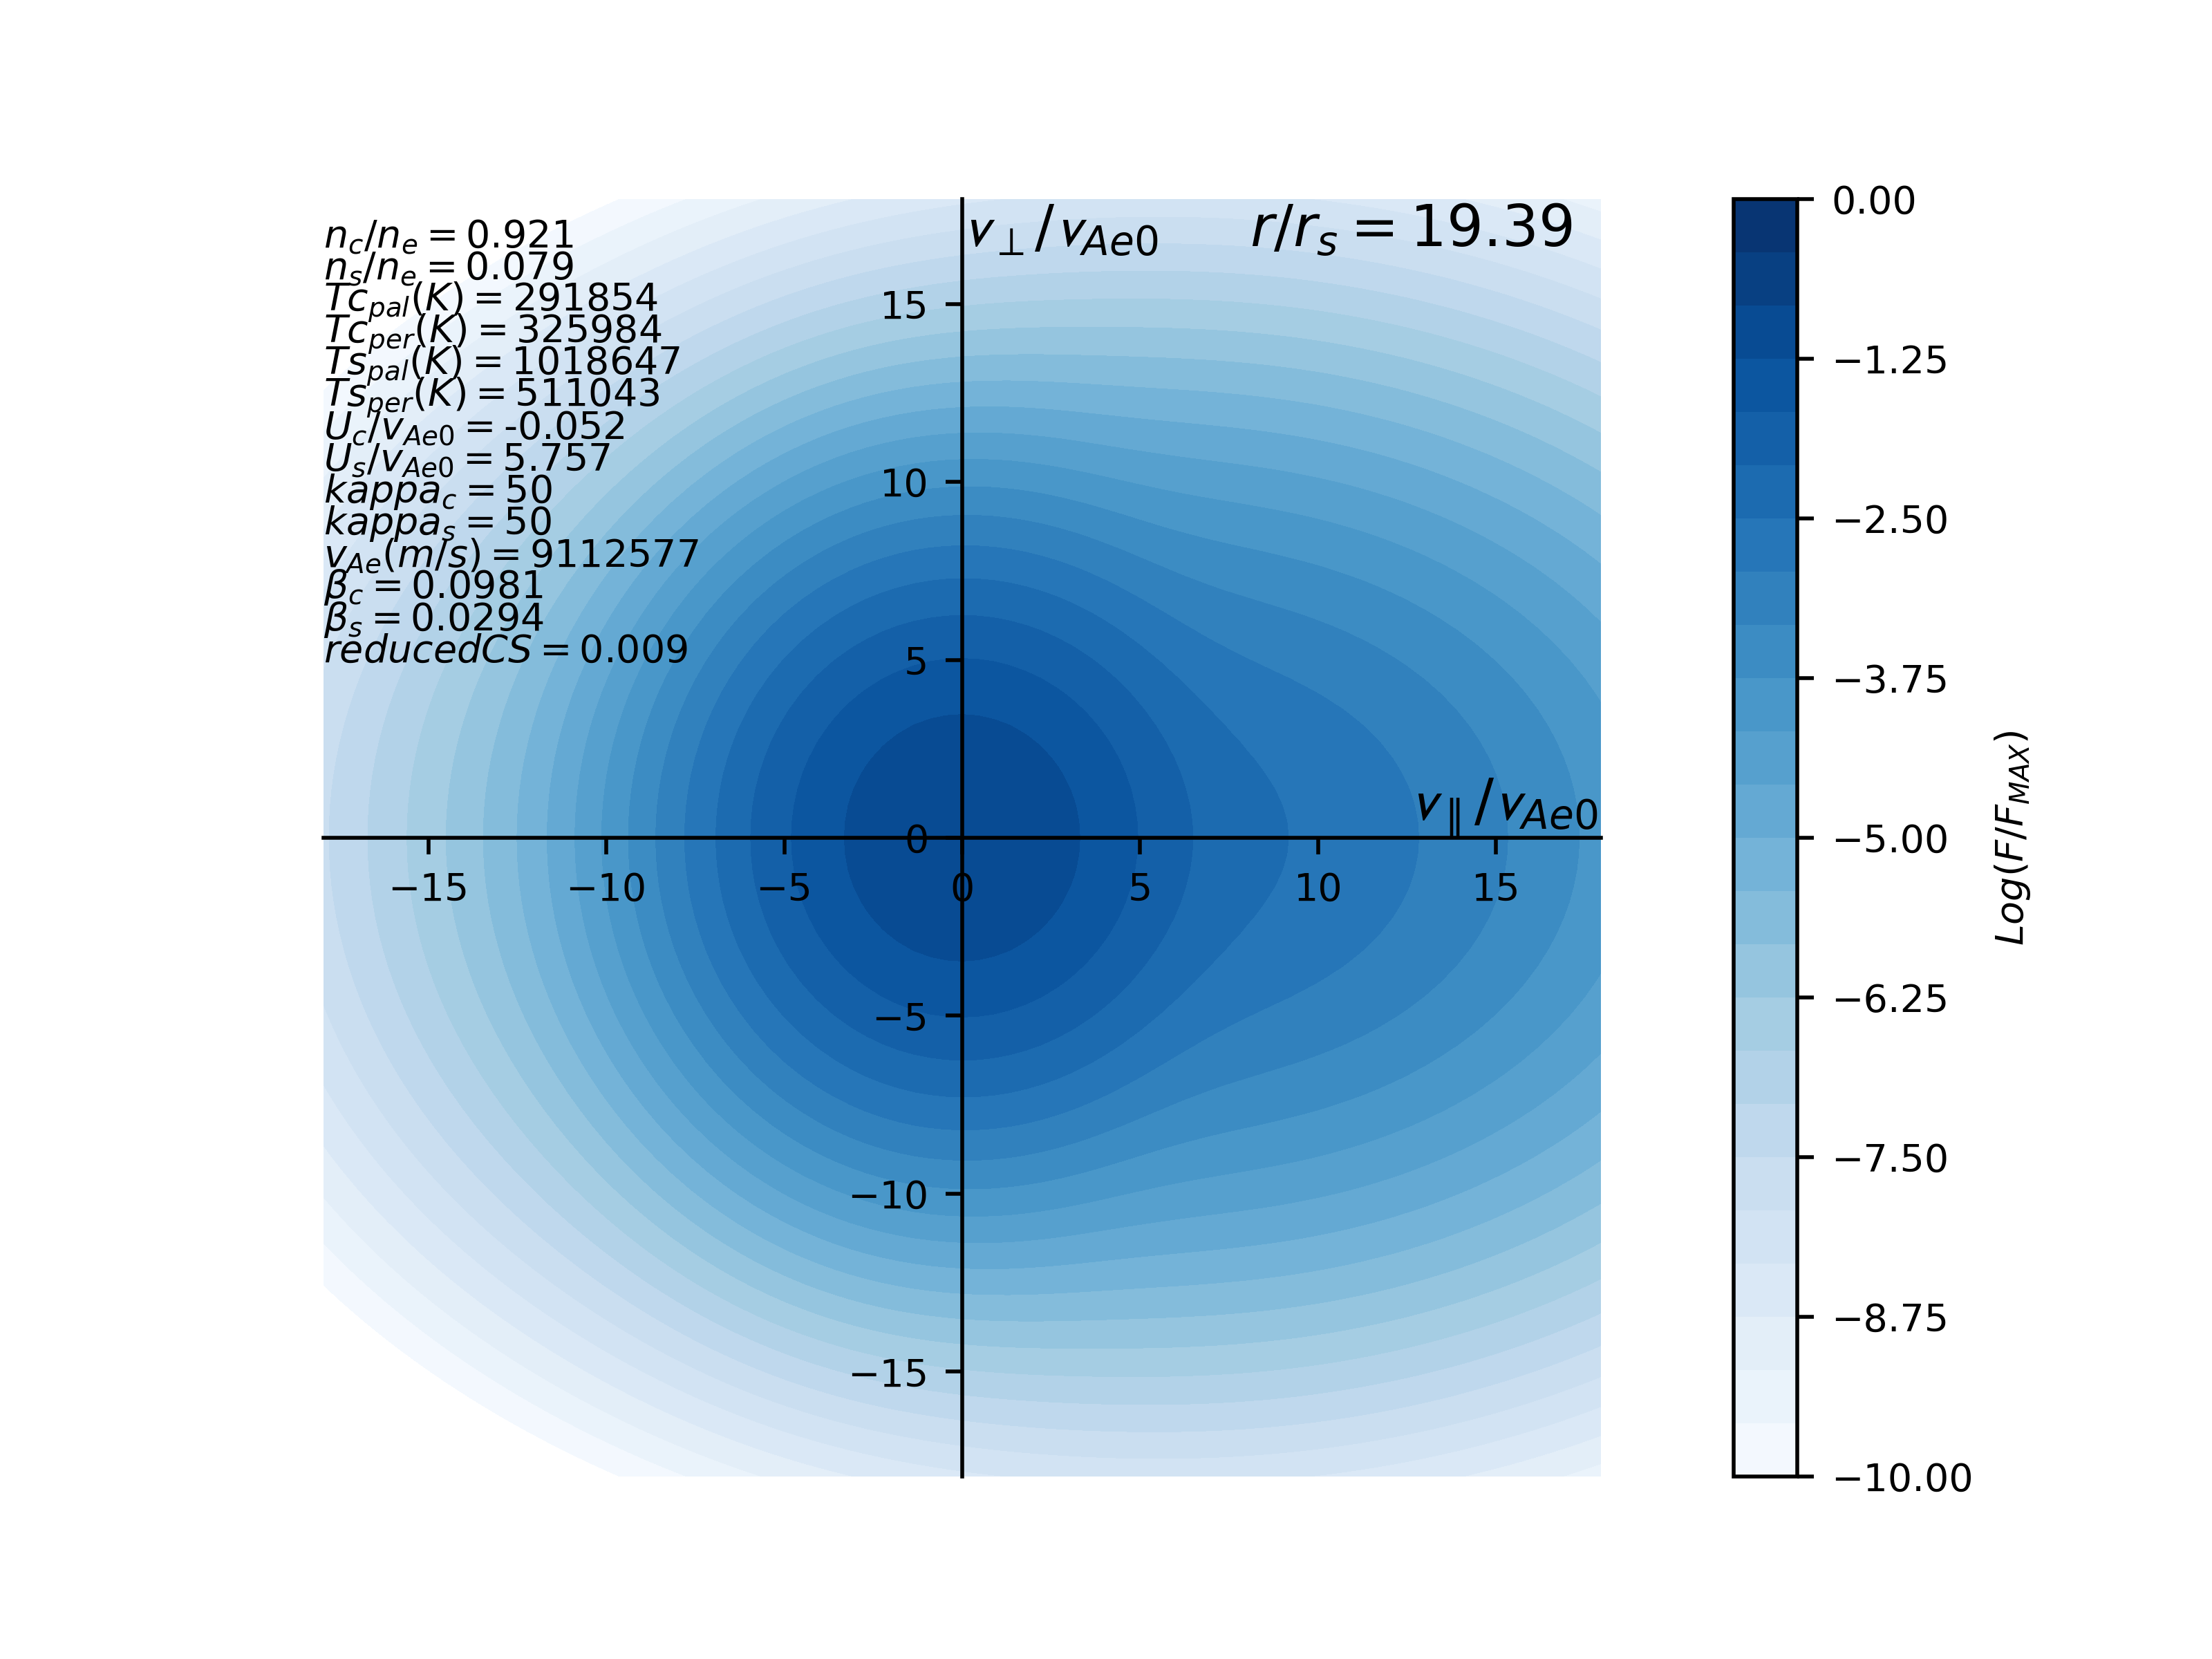 n_c/n_e = 0.921
n_s/n_e = 0.079
Tc_pal(K) = 291854
Tc_per(K) = 325984
Ts_pal(K) = 1018647
Ts_per(K) = 511043
U_c/v_Ae0 = -0.052
U_s/v_Ae0 = 5.757
kappa_c = 50
kappa_s = 50
v_Ae(m/s) = 9112577
β_c = 0.0981
β_s = 0.0294
reducedCS = 0.009
v_⊥/v_Ae0
r/r_s = 19.39
15
10
5
0
−5
−10
−15
v_∥/v_Ae0
−15 −10 −5 0 5 10 15
0.00
−1.25
−2.50
−3.75
−5.00
−6.25
−7.50
−8.75
−10.00
Log(F/F_MAX)